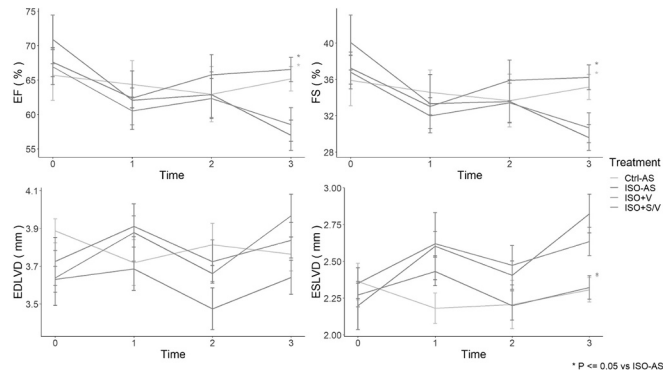 75
70
65
60
55
EF ( % )
0 1 2 3
Time
*
*
40
36
32
28
FS ( % )
0 1 2 3
Time
*
*
4.1
3.9
3.7
3.5
EDLVD ( mm )
0 1 2 3
Time
3.00
2.75
2.50
2.25
2.00
ESLVD ( mm )
0 1 2 3
Time
Treatment
Ctrl-AS
ISO-AS
ISO+V
ISO+S/V
* P <= 0.05 vs ISO-AS